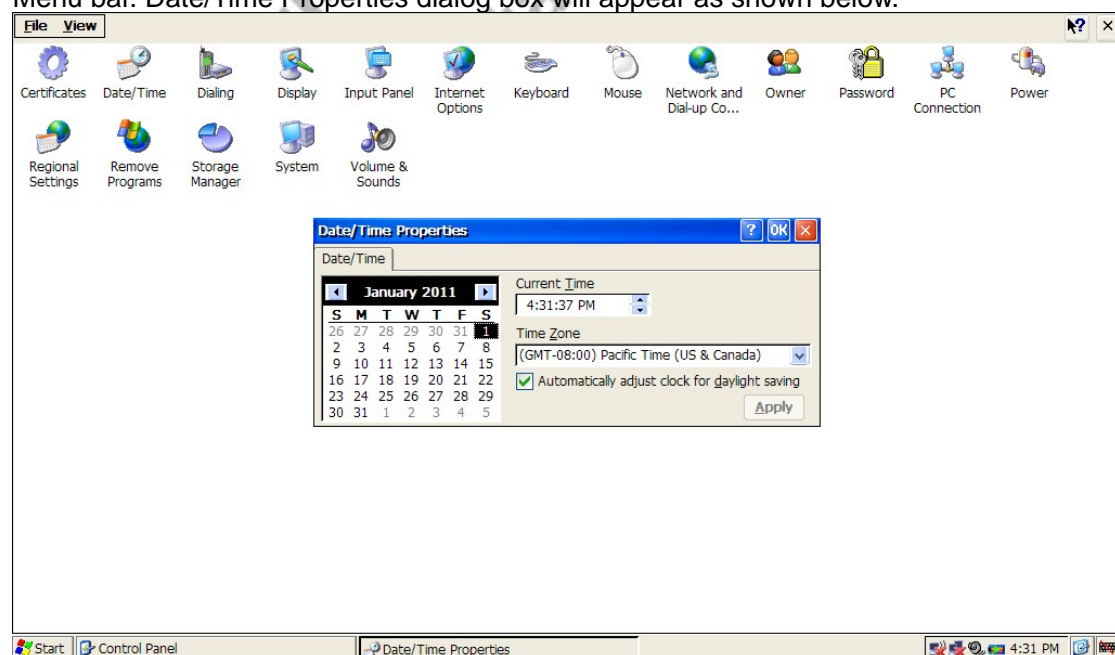 Menu bar. Date/Time Properties dialog box will appear as shown below.
File View
Certificates Date/Time Dialing Display Input Panel Internet Options Keyboard Mouse Network and Dial-up Co... Owner Password PC Connection Power
Regional Settings Remove Programs Storage Manager System Volume & Sounds
Date/Time Properties ? OK
Date/Time
January 2011
Current Time
4:31:37 PM
S M T W T F S
26 27 28 29 30 31 1
Time Zone
2 3 4 5 6 7 8
(GMT-08:00) Pacific Time (US & Canada)
9 10 11 12 13 14 15
16 17 18 19 20 21 22
Automatically adjust clock for daylight saving
23 24 25 26 27 28 29
30 31 1 2 3 4 5
Apply
Start Control Panel Date/Time Properties 4:31 PM